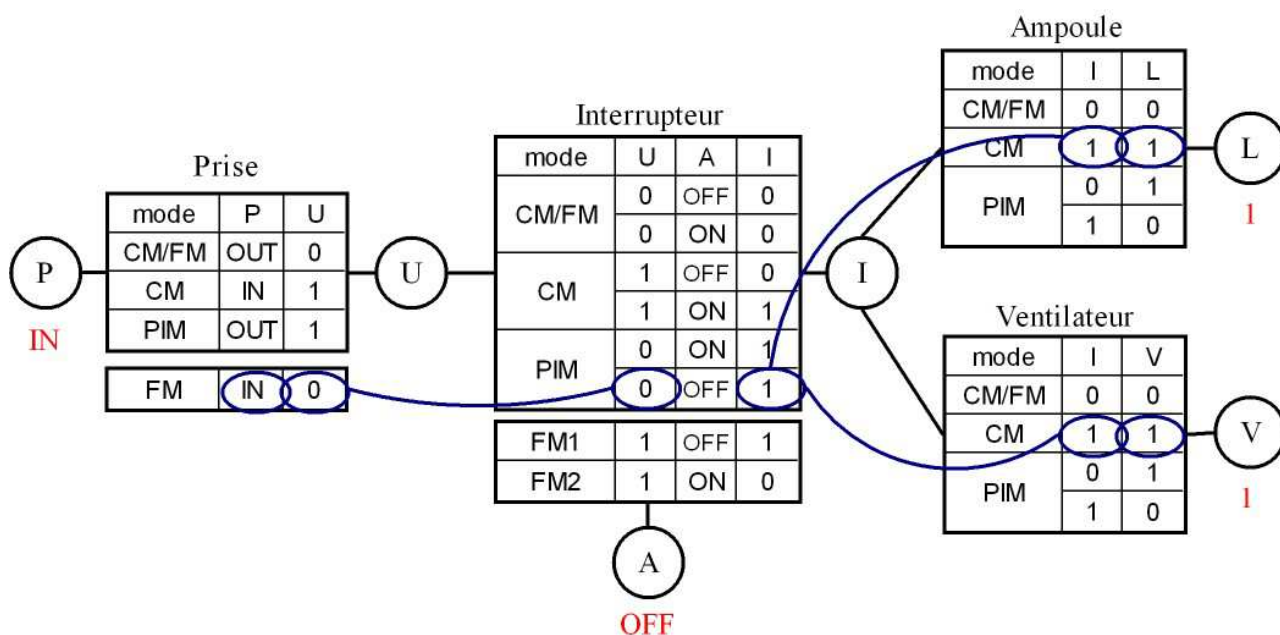 Prise
mode P U
CM/FM OUT 0
CM IN 1
PIM OUT 1
FM IN 0
P
IN
U
Interrupteur
mode U A I
CM/FM 0 OFF 0
0 ON 0
CM 1 OFF 0
1 ON 1
PIM 0 ON 1
0 OFF 1
FM1 1 OFF 1
FM2 1 ON 0
A
OFF
I
Ampoule
mode I L
CM/FM 0 0
CM 1 1
PIM 0 1
1 0
L
1
Ventilateur
mode I V
CM/FM 0 0
CM 1 1
PIM 0 1
1 0
V
1